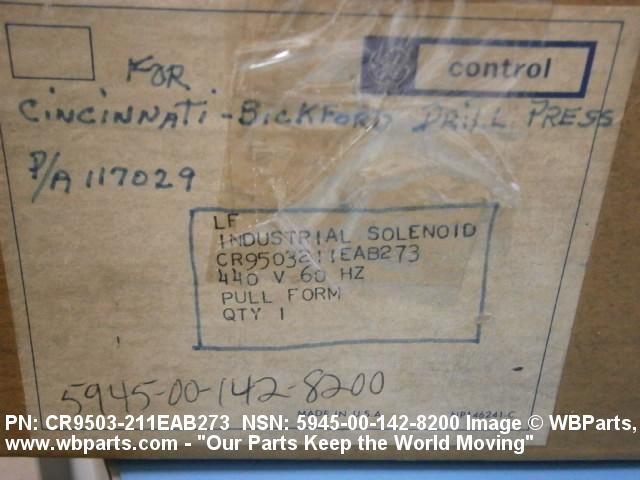 control
FOR
CINCINNATI - BICKFORD DRILL PRESS
P/A 117029
LF
INDUSTRIAL SOLENOID
CR9503211EAB273
440 V 60 HZ
PULL FORM
QTY 1
5945-00-142-8200
MADE IN U.S.A. NP146241-C
PN: CR9503-211EAB273 NSN: 5945-00-142-8200 Image © WBParts,
www.wbparts.com - "Our Parts Keep the World Moving"